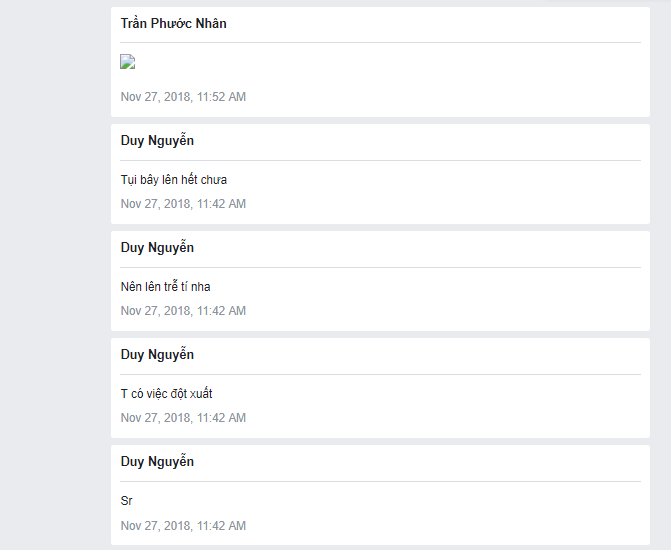 Trần Phước Nhân
Nov 27, 2018, 11:52 AM
Duy Nguyễn
Tụi bây lên hết chưa
Nov 27, 2018, 11:42 AM
Duy Nguyễn
Nên lên trễ tí nha
Nov 27, 2018, 11:42 AM
Duy Nguyễn
T có việc đột xuất
Nov 27, 2018, 11:42 AM
Duy Nguyễn
Sr
Nov 27, 2018, 11:42 AM